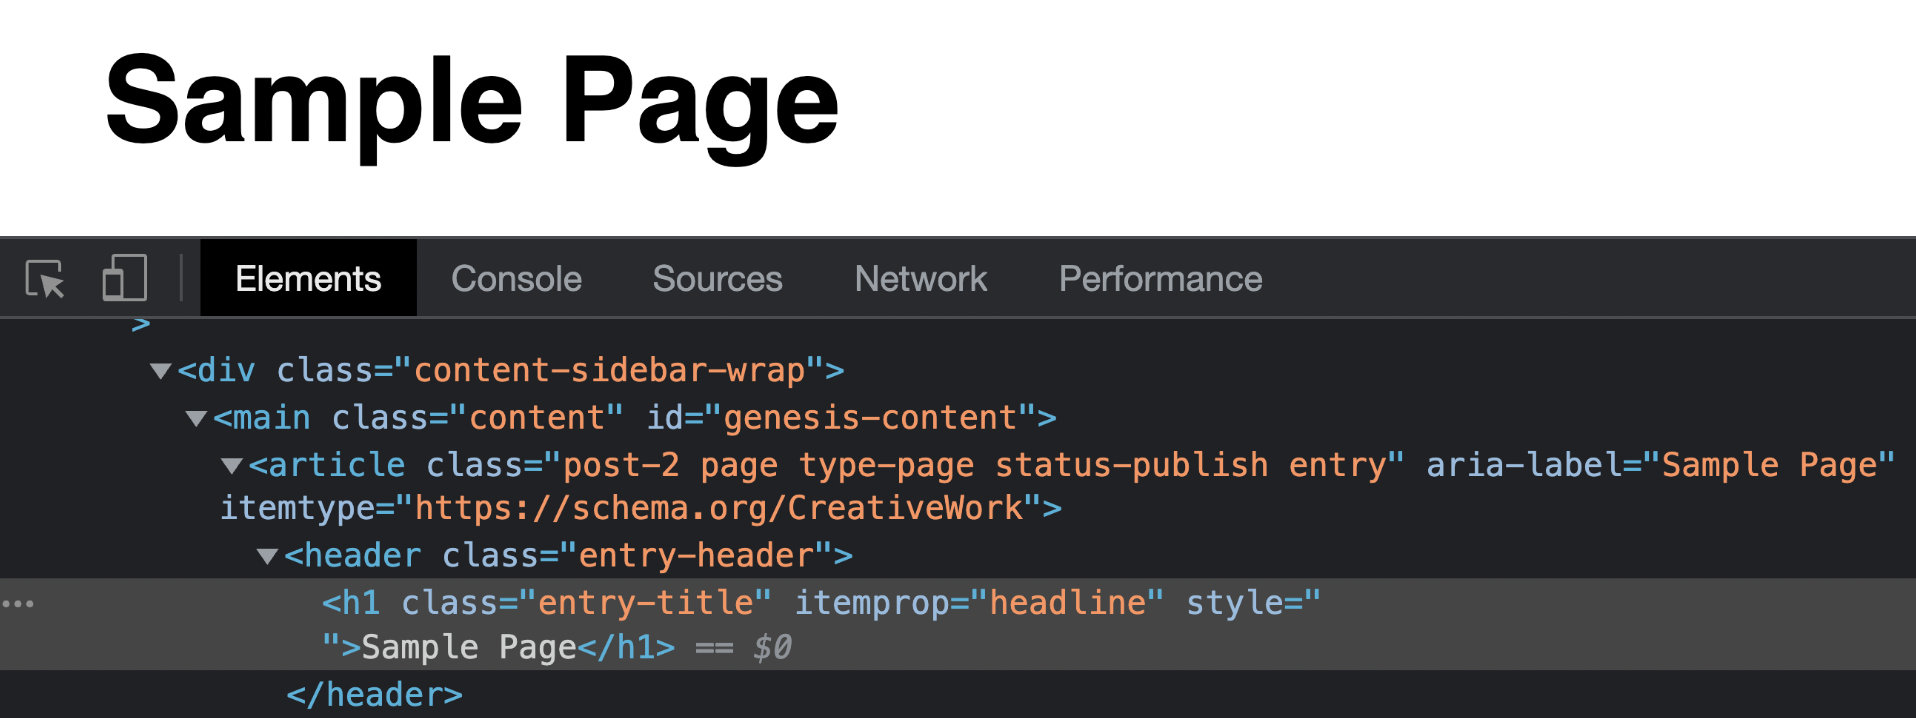 Sample Page
Elements Console Sources Network Performance
>
▼<div class="content-sidebar-wrap">
▼<main class="content" id="genesis-content">
▼<article class="post-2 page type-page status-publish entry" aria-label="Sample Page"
itemtype="https://schema.org/CreativeWork">
▼<header class="entry-header">
<h1 class="entry-title" itemprop="headline" style="
">Sample Page</h1> == $0
</header>